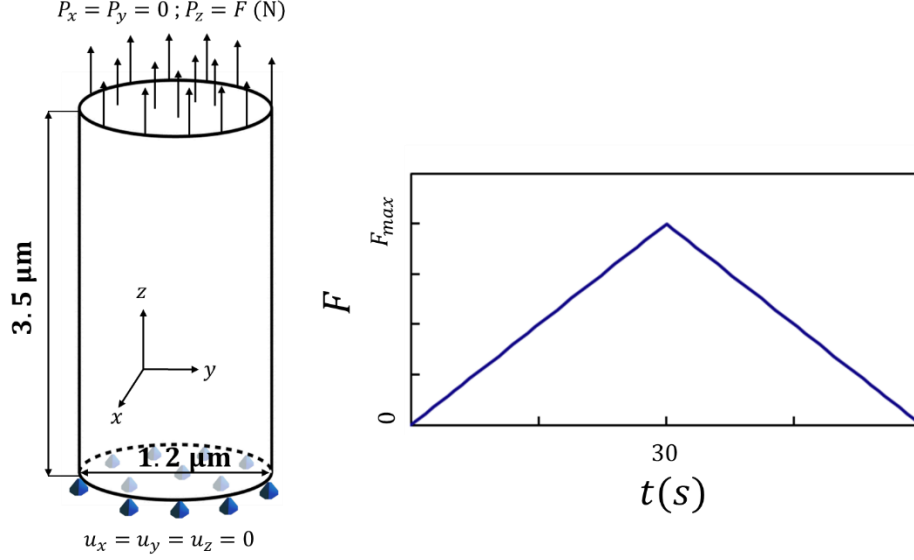 P_x = P_y = 0 ; P_z = F (N)
3.5 μm
z
y
x
1.2 μm
u_x = u_y = u_z = 0
F_max
F
0
30
t(s)